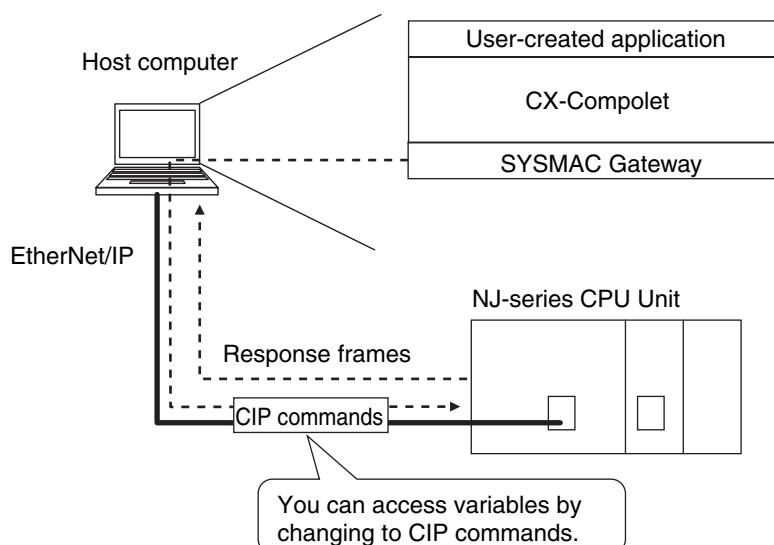 User-created application
Host computer
CX-Compolet
SYSMAC Gateway
EtherNet/IP
NJ-series CPU Unit
Response frames
CIP commands
You can access variables by
changing to CIP commands.